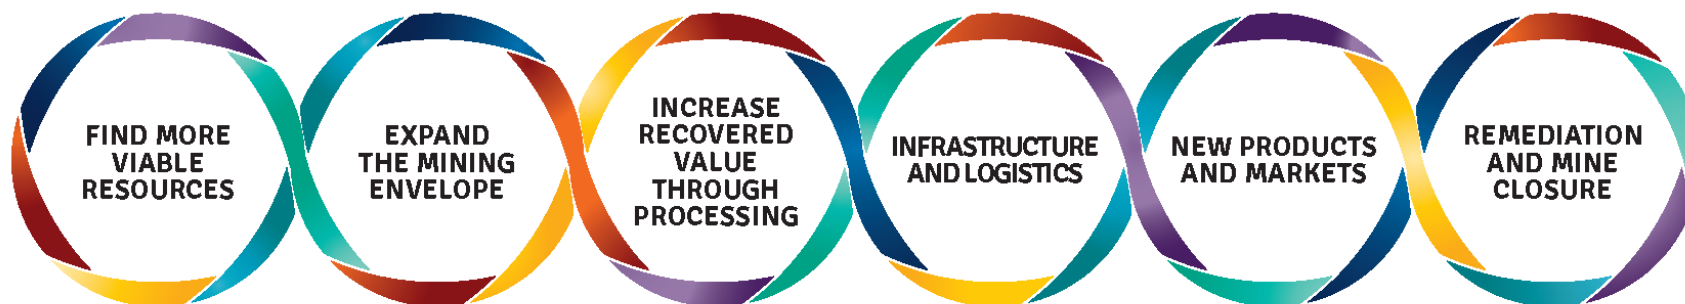 FIND MORE
VIABLE
RESOURCES
EXPAND
THE MINING
ENVELOPE
INCREASE
RECOVERED
VALUE
THROUGH
PROCESSING
INFRASTRUCTURE
AND LOGISTICS
NEW PRODUCTS
AND MARKETS
REMEDIATION
AND MINE
CLOSURE